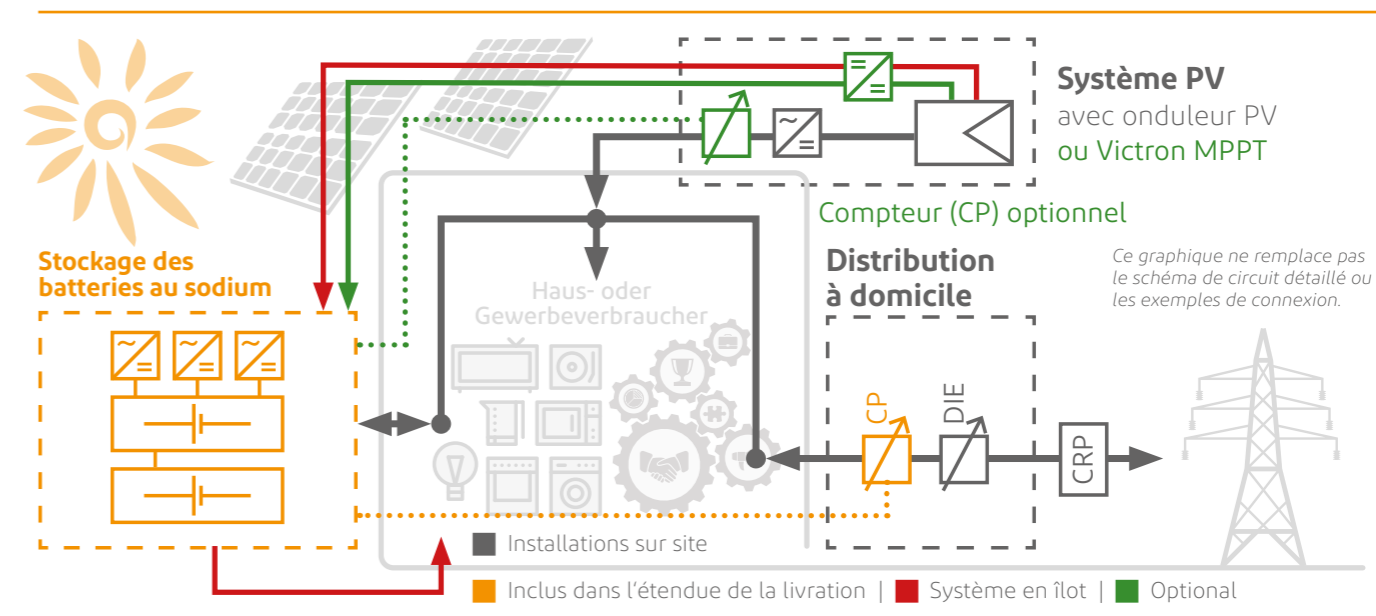 Système PV
avec onduleur PV
ou Victron MPPT
Compteur (CP) optionnel
Stockage des
batteries au sodium
Haus- oder
Gewerbeverbraucher
Distribution
à domicile
Ce graphique ne remplace pas
le schéma de circuit détaillé ou
les exemples de connexion.
CP
DIE
CRP
Installations sur site
Inclus dans l‘étendue de la livration | Système en îlot | Optional